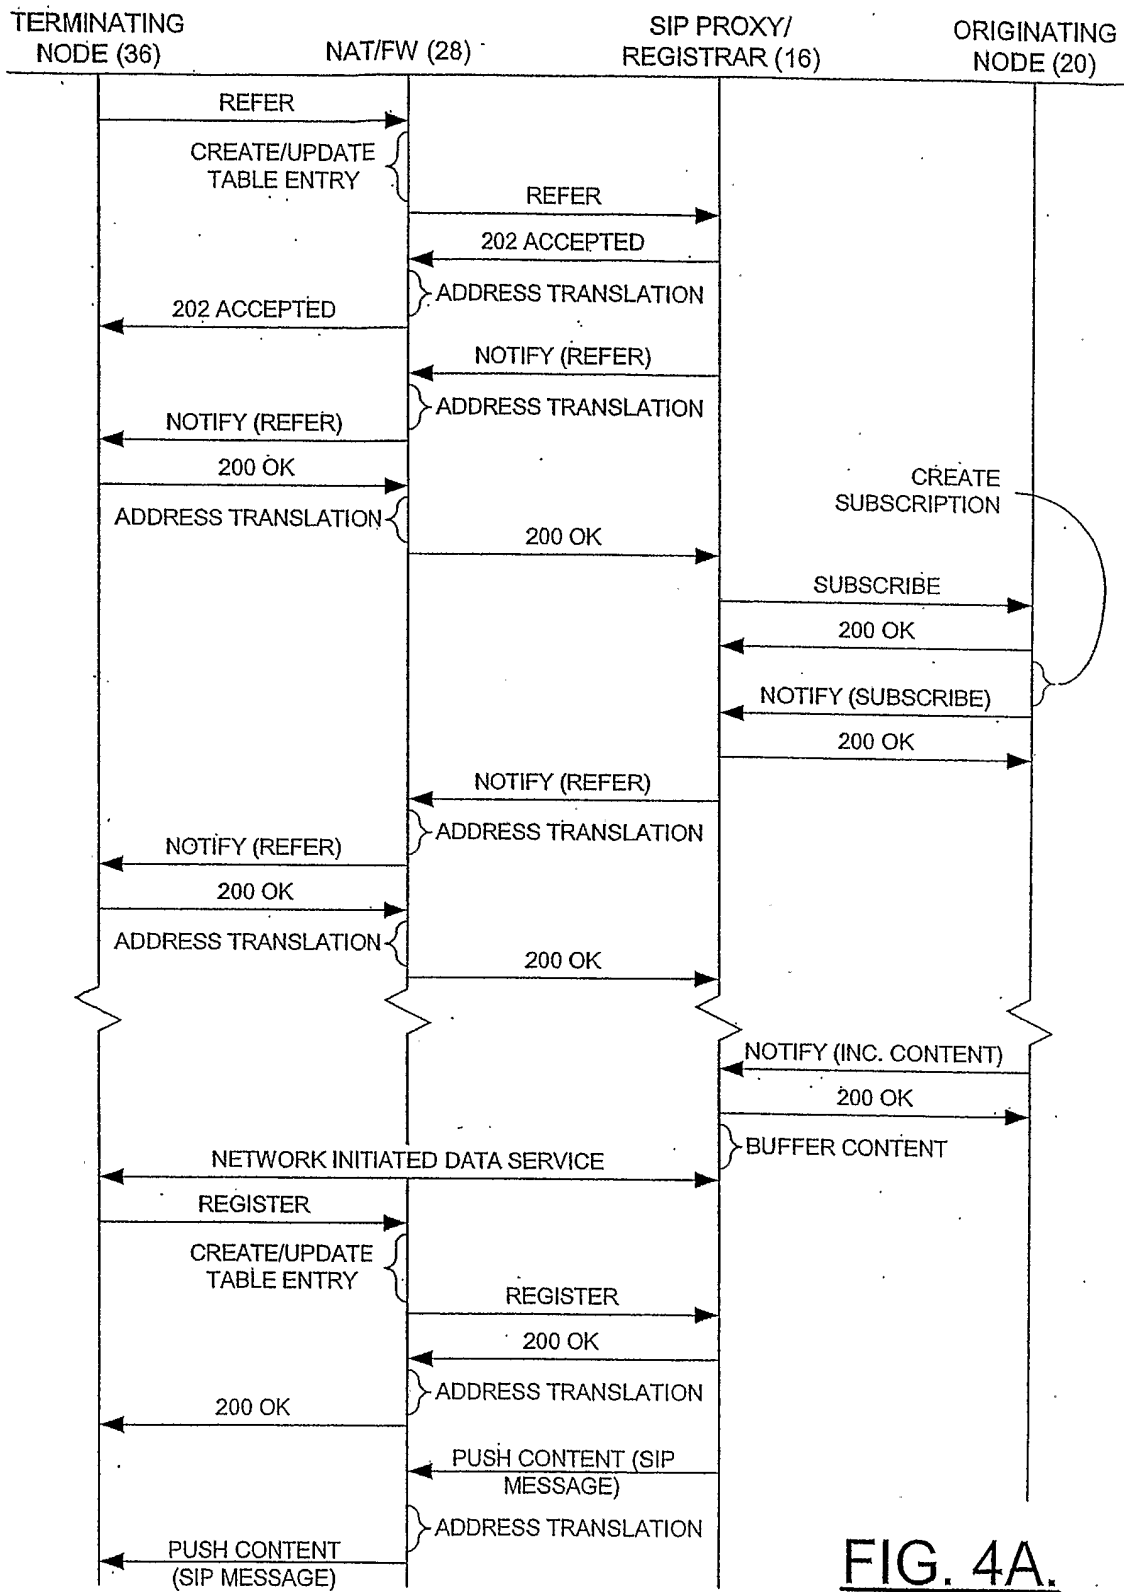 TERMINATING
NODE (36)
NAT/FW (28)
SIP PROXY/
REGISTRAR (16)
ORIGINATING
NODE (20)
REFER
CREATE/UPDATE
TABLE ENTRY
REFER
202 ACCEPTED
ADDRESS TRANSLATION
202 ACCEPTED
NOTIFY (REFER)
ADDRESS TRANSLATION
NOTIFY (REFER)
200 OK
CREATE
SUBSCRIPTION
ADDRESS TRANSLATION
200 OK
SUBSCRIBE
200 OK
NOTIFY (SUBSCRIBE)
200 OK
NOTIFY (REFER)
ADDRESS TRANSLATION
NOTIFY (REFER)
200 OK
ADDRESS TRANSLATION
200 OK
NOTIFY (INC. CONTENT)
200 OK
BUFFER CONTENT
NETWORK INITIATED DATA SERVICE
REGISTER
CREATE/UPDATE
TABLE ENTRY
REGISTER
200 OK
ADDRESS TRANSLATION
200 OK
PUSH CONTENT (SIP
MESSAGE)
ADDRESS TRANSLATION
PUSH CONTENT
(SIP MESSAGE)
FIG. 4A.